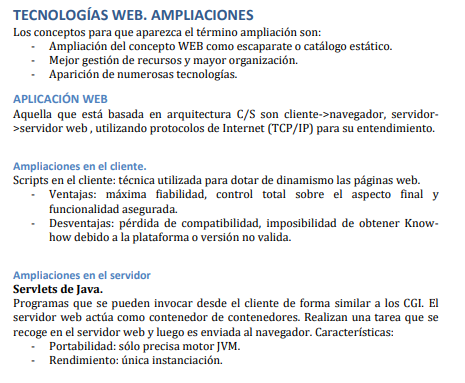 TECNOLOGÍAS WEB. AMPLIACIONES
Los conceptos para que aparezca el término ampliación son:
- Ampliación del concepto WEB como escaparate o catálogo estático.
- Mejor gestión de recursos y mayor organización.
- Aparición de numerosas tecnologías.
APLICACIÓN WEB
Aquella que está basada en arquitectura C/S son cliente->navegador, servidor-
>servidor web , utilizando protocolos de Internet (TCP/IP) para su entendimiento.
Ampliaciones en el cliente.
Scripts en el cliente: técnica utilizada para dotar de dinamismo las páginas web.
- Ventajas: máxima fiabilidad, control total sobre el aspecto final y
funcionalidad asegurada.
- Desventajas: pérdida de compatibilidad, imposibilidad de obtener Know-
how debido a la plataforma o versión no valida.
Ampliaciones en el servidor
Servlets de Java.
Programas que se pueden invocar desde el cliente de forma similar a los CGI. El
servidor web actúa como contenedor de contenedores. Realizan una tarea que se
recoge en el servidor web y luego es enviada al navegador. Características:
- Portabilidad: sólo precisa motor JVM.
- Rendimiento: única instanciación.